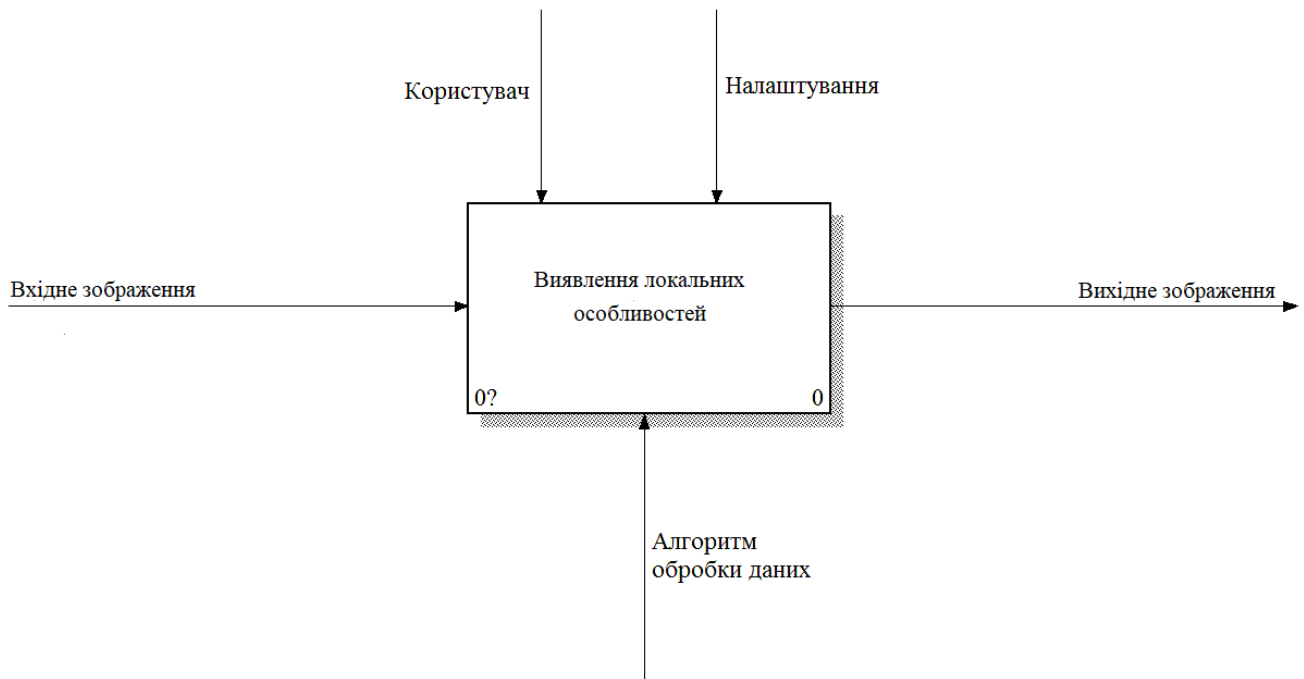 Користувач
Налаштування
Вхідне зображення
Виявлення локальних
особливостей
Вихідне зображення
0?
0
Алгоритм
обробки даних